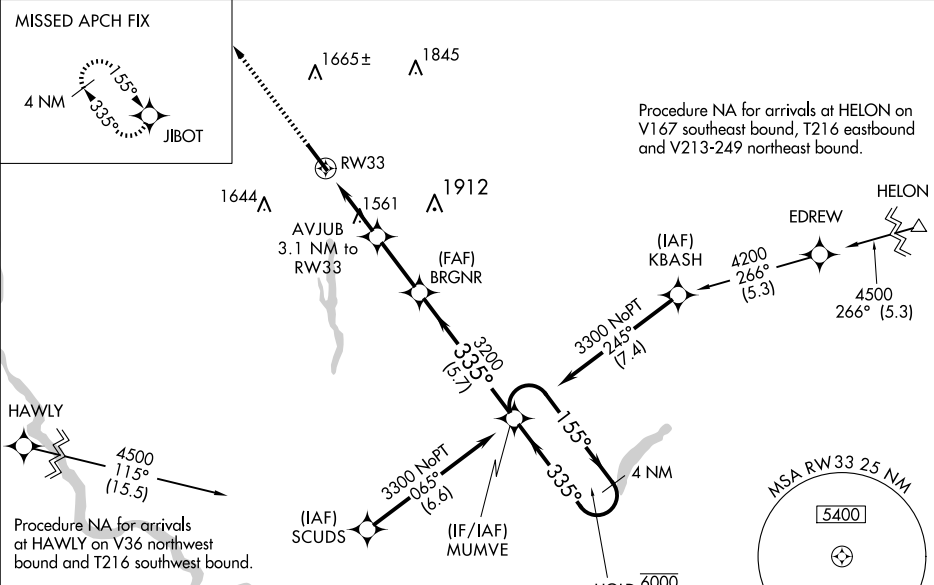 MISSED APCH FIX
4 NM
155°
335°
JIBOT
1665±
1845
RW33
Procedure NA for arrivals at HELON on
V167 southeast bound, T216 eastbound
and V213-249 northeast bound.
1644
1561
1912
AVJUB
3.1 NM to
RW33
(FAF)
BRGNR
(IAF)
KBASH
EDREW
HELON
4200
266°
(5.3)
4500
266° (5.3)
3300 NoPT
245°
(7.4)
3200
335°
(5.7)
HAWLY
4500
115°
(15.5)
Procedure NA for arrivals
at HAWLY on V36 northwest
bound and T216 southwest bound.
3300 NoPT
065°
(6.6)
(IAF)
SCUDS
(IF/IAF)
MUMVE
155°
335°
4 NM
HOLD 6000
MSA RW33 25 NM
5400